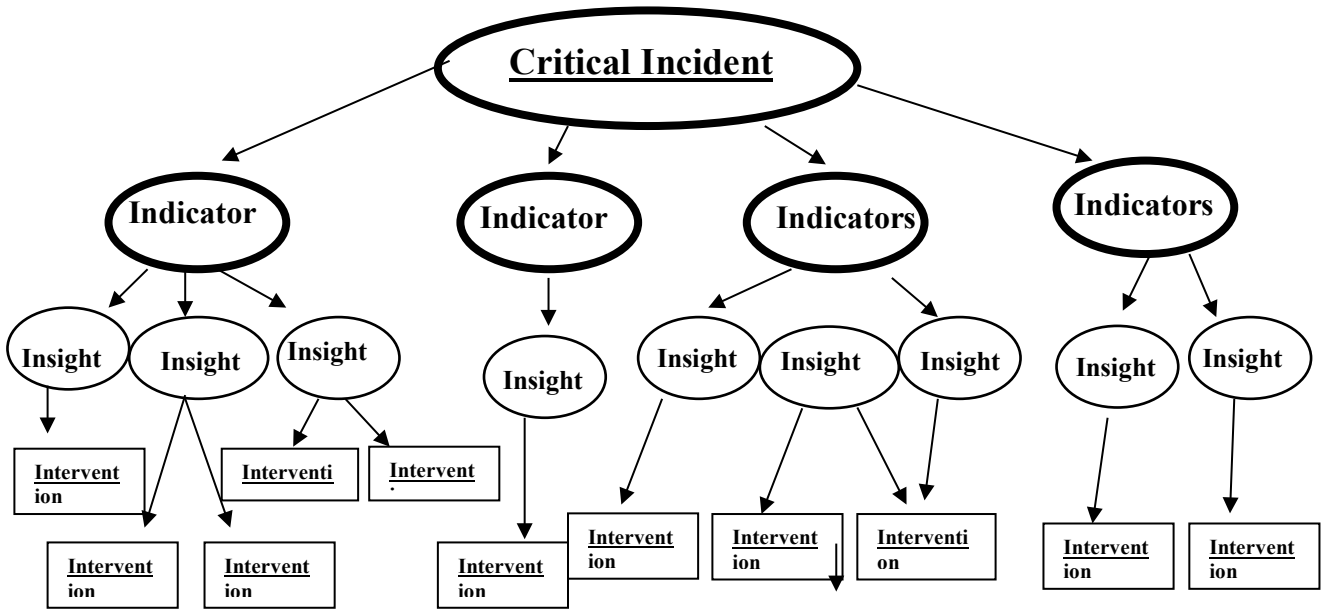 Critical Incident
Indicator
Indicator
Indicators
Indicators
Insight
Insight
Insight
Insight
Insight
Insight
Insight
Insight
Insight
Intervent
ion
Interventi
Intervent
Intervent
ion
Intervent
ion
Intervent
ion
Intervent
ion
Intervent
ion
Interventi
on
Intervent
ion
Intervent
ion